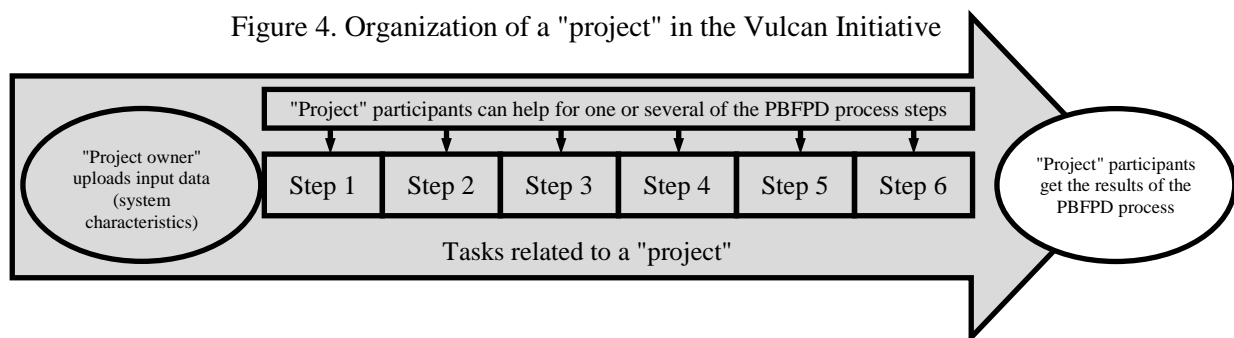 Figure 4. Organization of a "project" in the Vulcan Initiative
"Project" participants can help for one or several of the PBFPD process steps
"Project owner"
uploads input data
(system
characteristics)
Step 1
Step 2
Step 3
Step 4
Step 5
Step 6
"Project" participants
get the results of the
PBFPD process
Tasks related to a "project"